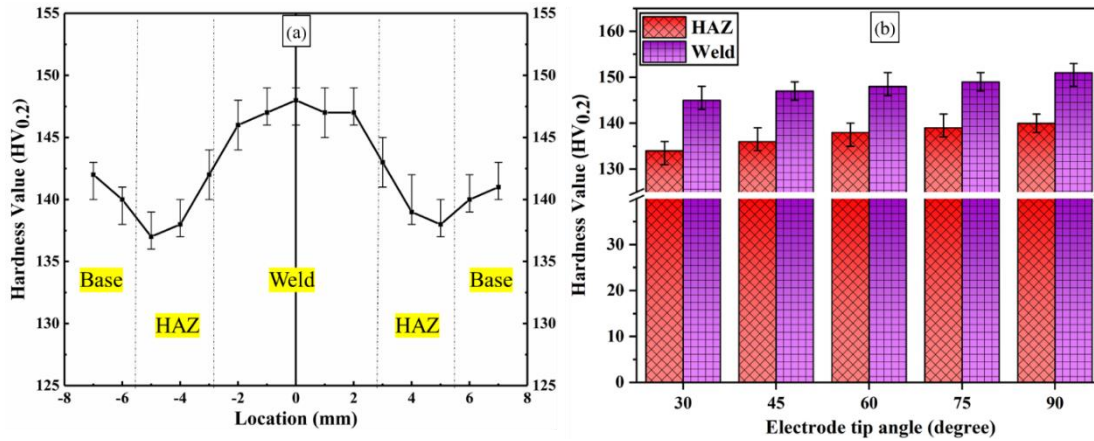 (a)
155
150
145
140
135
130
125
155
150
145
140
135
130
125
Hardness Value (HV0.2)
Base
HAZ
Weld
HAZ
Base
-8
-6
-4
-2
0
2
4
6
8
Location (mm)
(b)
HAZ
Weld
160
150
140
130
30
20
10
0
Hardness Value (HV0.2)
30
45
60
75
90
Electrode tip angle (degree)